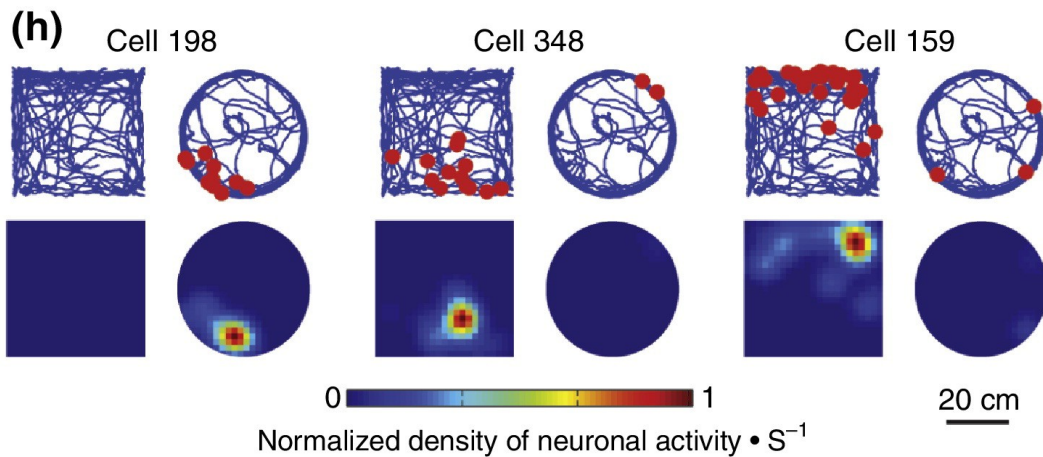 (h)
Cell 198 Cell 348 Cell 159
0 1 20 cm
Normalized density of neuronal activity • S⁻¹